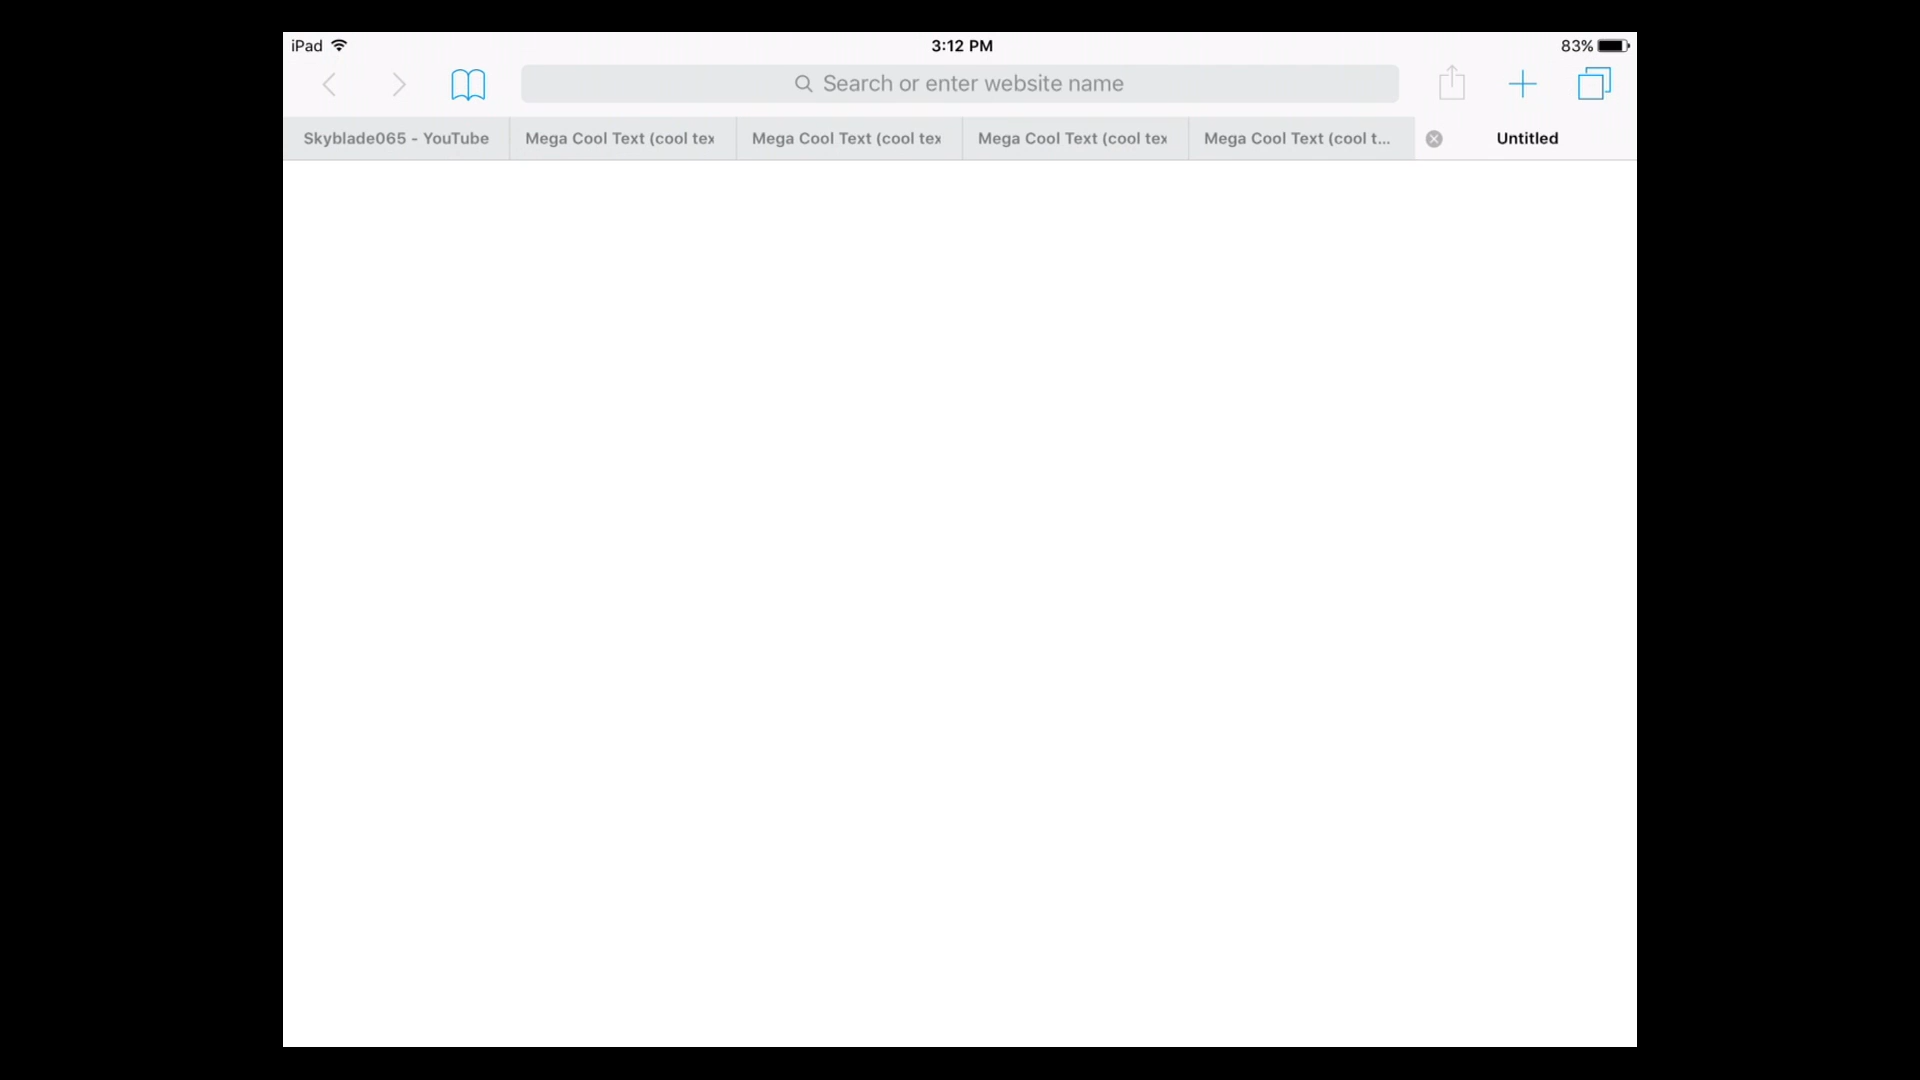 iPad 3:12 PM 83%
Search or enter website name
Skyblade065 - YouTube Mega Cool Text (cool tex Mega Cool Text (cool tex Mega Cool Text (cool tex Mega Cool Text (cool t... Untitled